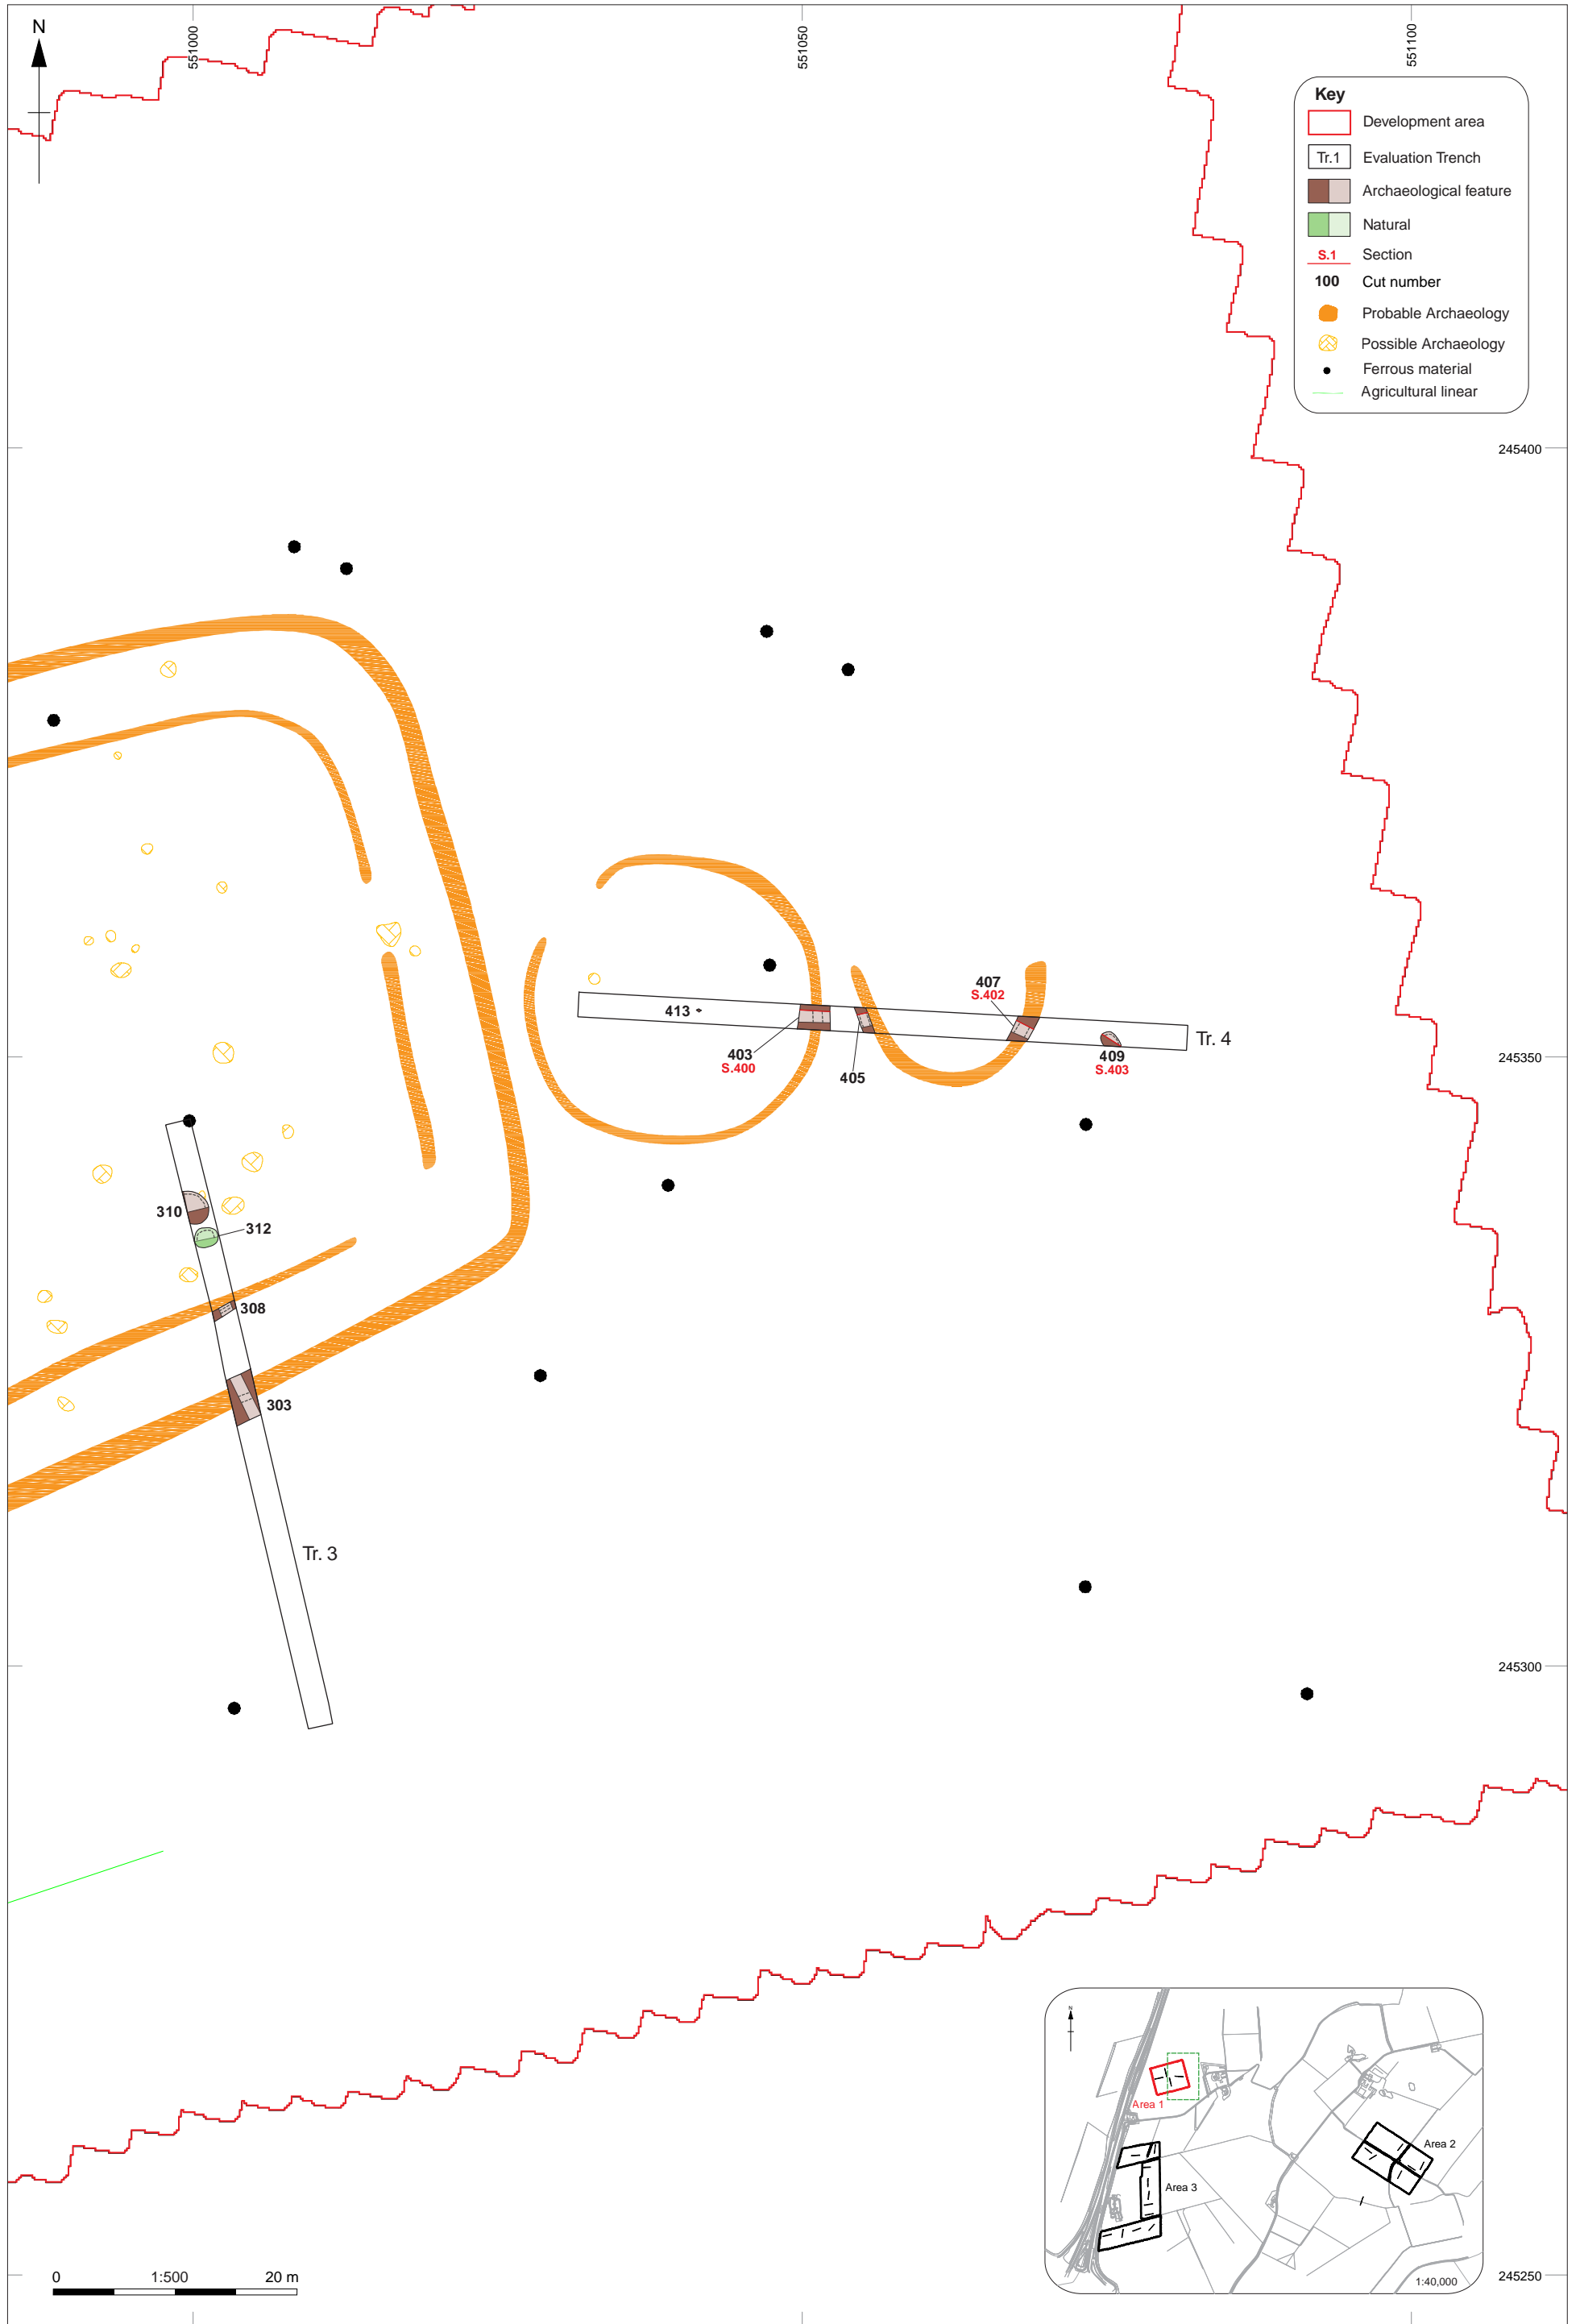 N
551000
551050
551100
Key
Development area
Tr.1 Evaluation Trench
Archaeological feature
Natural
S.1 Section
100 Cut number
Probable Archaeology
Possible Archaeology
Ferrous material
Agricultural linear
245400
407
S.402
413
Tr. 4
403
S.400
405
409
S.403
245350
310
312
308
303
Tr. 3
245300
N
Area 1
Area 2
Area 3
1:40,000
0 1:500 20 m
245250